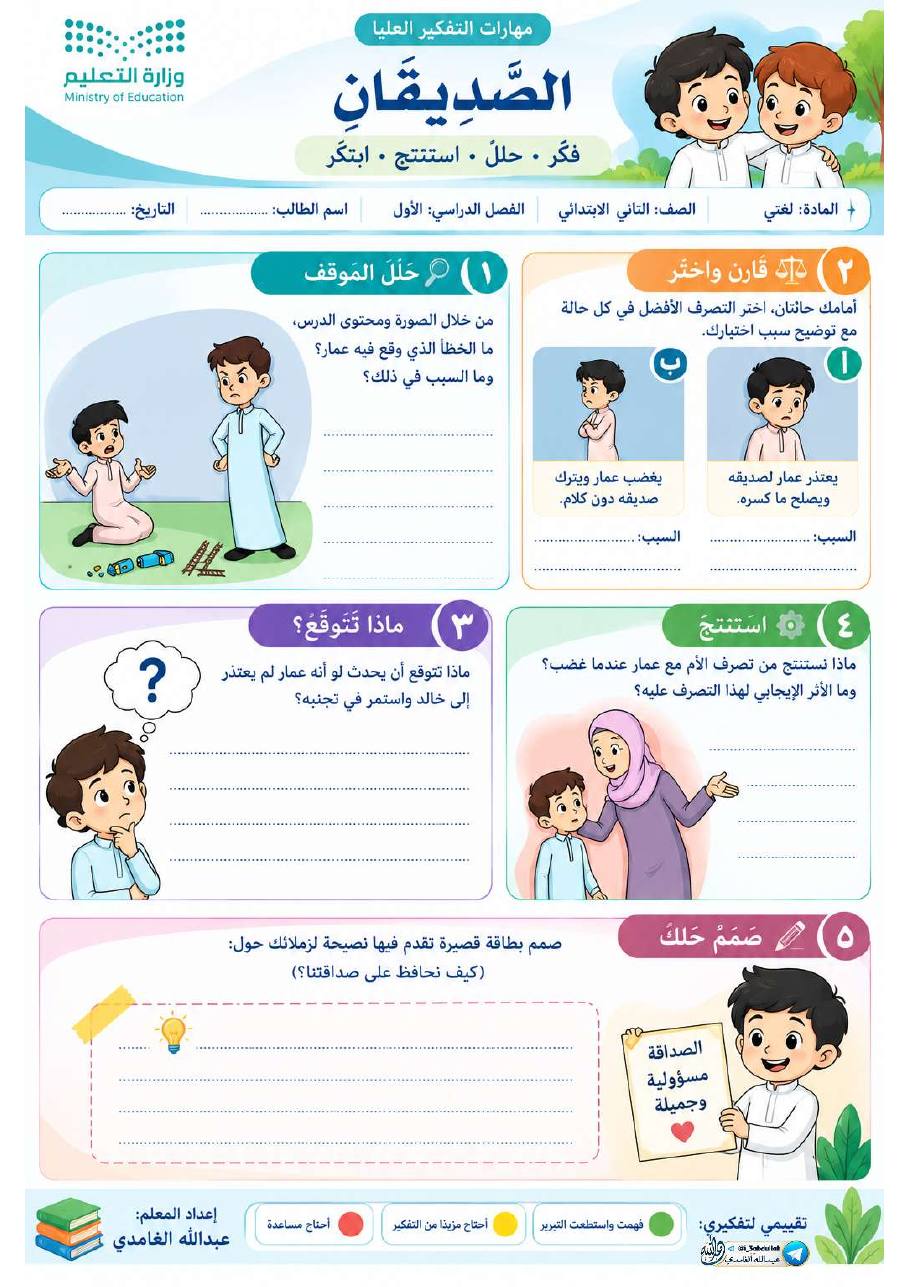 وزارة التعليم
Ministry of Education
مهارات التفكير العليا
الصَّدِيقَانِ
فكّر • حللْ • استنتج • ابتكَر
المادة: لغتي
الصف: الثاني الابتدائي
الفصل الدراسي: الأول
اسم الطالب: ..................
التاريخ: .................
١ حَلّلَ المَوقف
من خلال الصورة ومحتوى الدرس،
ما الخطأ الذي وقع فيه عمار؟
وما السبب في ذلك؟
٢ قَارن واختَر
أمامك حالتان، اختر التصرف الأفضل في كل حالة
مع توضيح سبب اختيارك.
أ
يعتذر عمار لصديقه
ويصلح ما كسره.
السبب: ..........................
ب
يغضب عمار ويترك
صديقه دون كلام.
السبب: ..........................
٣ ماذا تَتَوقَعُ؟
ماذا تتوقع أن يحدث لو أنه عمار لم يعتذر
إلى خالد واستمر في تجنبه؟
?
٤ استَنتجَ
ماذا نستنتج من تصرف الأم مع عمار عندما غضب؟
وما الأثر الإيجابي لهذا التصرف عليه؟
٥ صَمَمْ حَلكْ
صمم بطاقة قصيرة تقدم فيها نصيحة لزملائك حول:
(كيف نحافظ على صداقتنا؟)
الصداقة
مسؤولية
وجميلة
تقييمي لتفكيري:
فهمت واستطعت التبرير
أحتاج مزيدًا من التفكير
أحتاج مساعدة
إعداد المعلم:
عبدالله الغامدي
عبدالله الغامدي